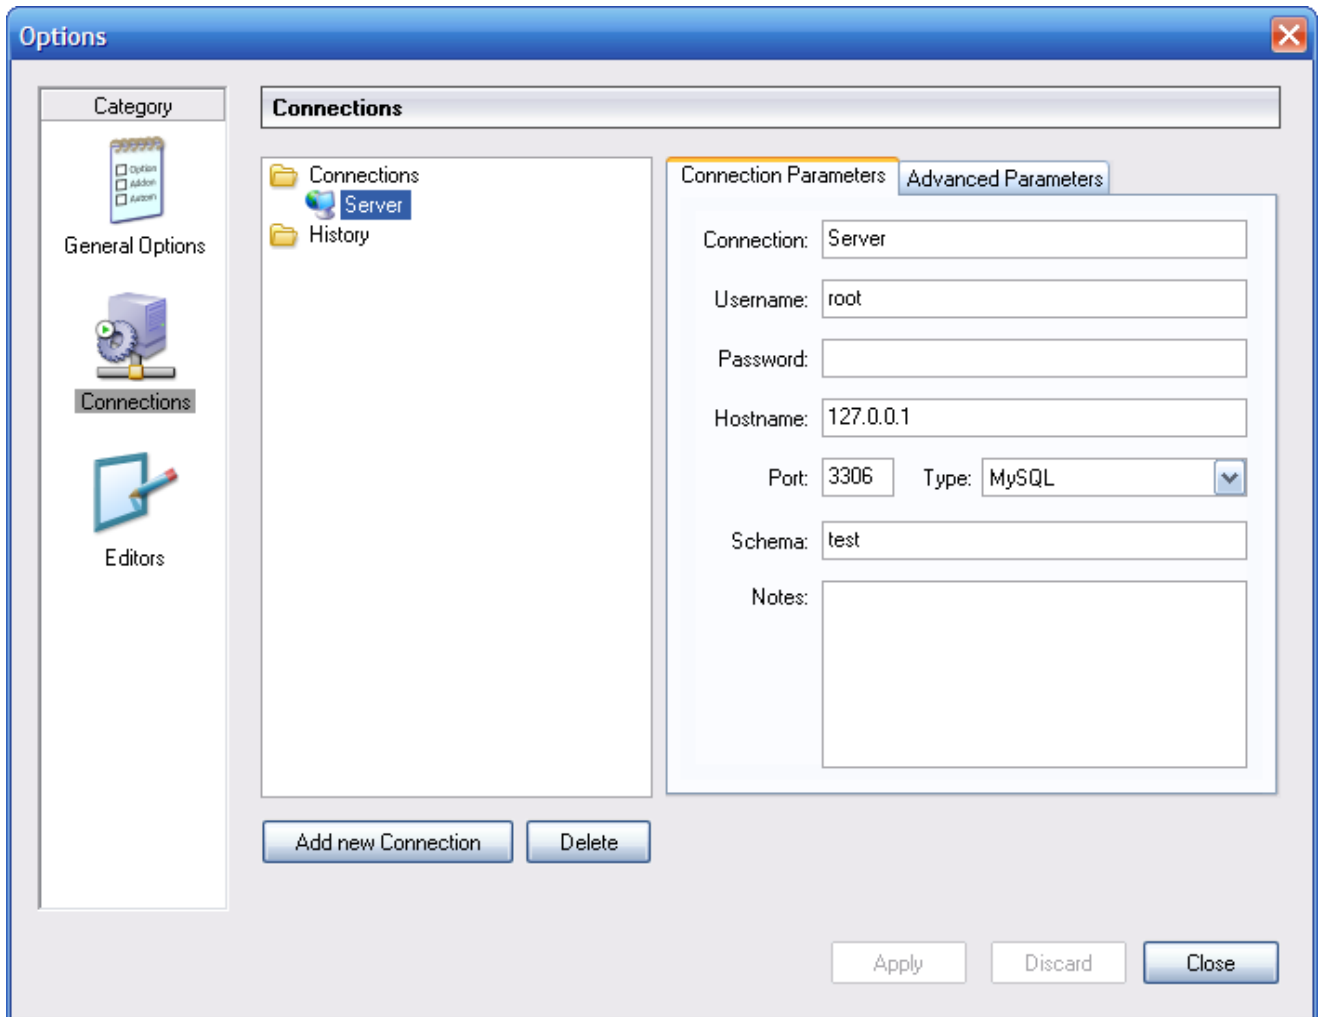 Options
Category
Option
Addon
General Options
Connections
Editors
Connections
Connections
Server
History
Add new Connection
Delete
Connection Parameters
Advanced Parameters
Connection: Server
Username: root
Password:
Hostname: 127.0.0.1
Port: 3306 Type: MySQL
Schema: test
Notes:
Apply
Discard
Close